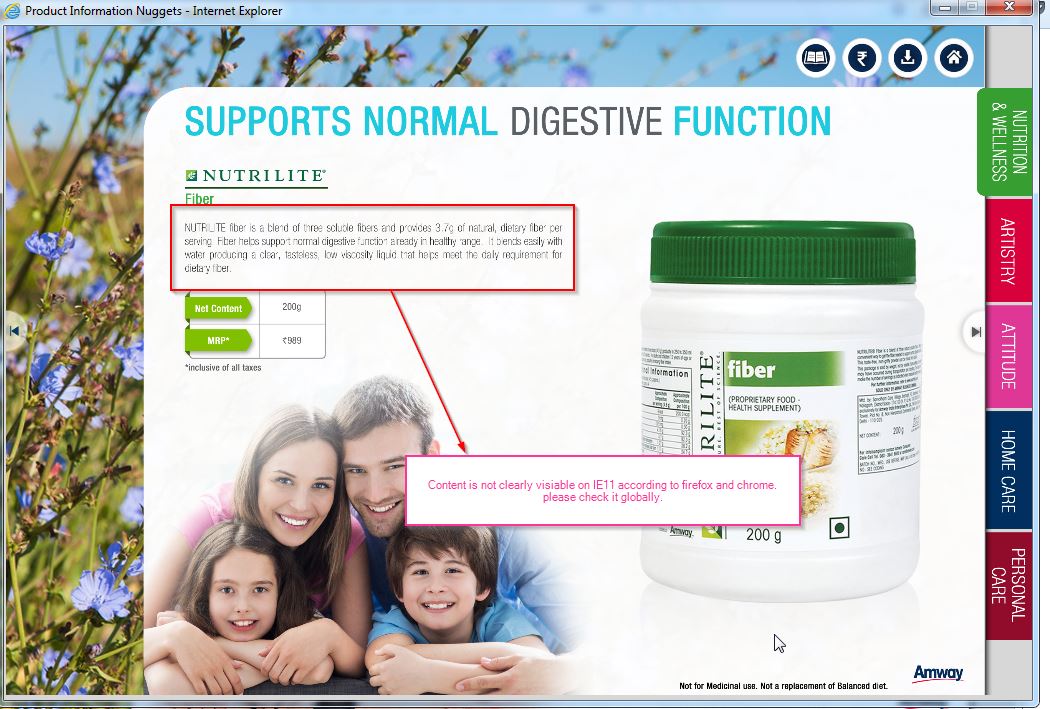 Product Information Nuggets - Internet Explorer
SUPPORTS NORMAL DIGESTIVE FUNCTION
NUTRILITE®
Fiber
NUTRILITE fiber is a blend of three soluble fibers and provides 3.7g of natural, dietary fiber per
serving. Fiber helps support normal digestive function already in healthy range. It blends easily with
water producing a clear, tasteless, low viscosity liquid that helps meet the daily requirement for
dietary fiber.
Net Content 200g
MRP* ₹989
*inclusive of all taxes
Content is not clearly visiable on IE11 according to firefox and chrome.
please check it globally.
fiber
(PROPRIETARY FOOD -
HEALTH SUPPLEMENT)
RILITE®
Information
NET CONTENT: 200 g
Amway
200 g
NUTRITION
& WELLNESS
ARTISTRY
ATTITUDE
HOME CARE
PERSONAL
CARE
Amway
Not for Medicinal use. Not a replacement of Balanced diet.